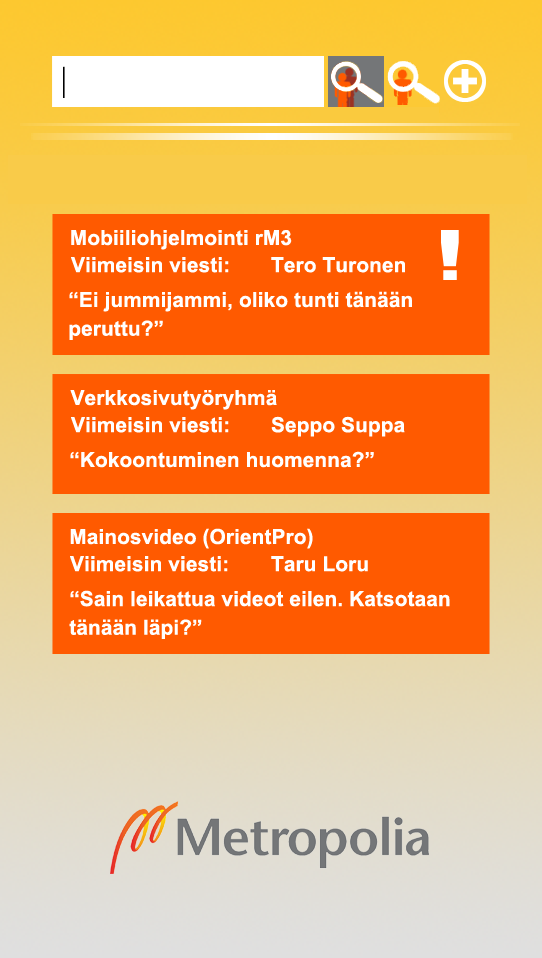 Mobiiliohjelmointi rM3
Viimeisin viesti: Tero Turonen
!
“Ei jummijammi, oliko tunti tänään
peruttu?”
Verkkosivutyöryhmä
Viimeisin viesti: Seppo Suppa
“Kokoontuminen huomenna?”
Mainosvideo (OrientPro)
Viimeisin viesti: Taru Loru
“Sain leikattua videot eilen. Katsotaan
tänään läpi?”
Metropolia